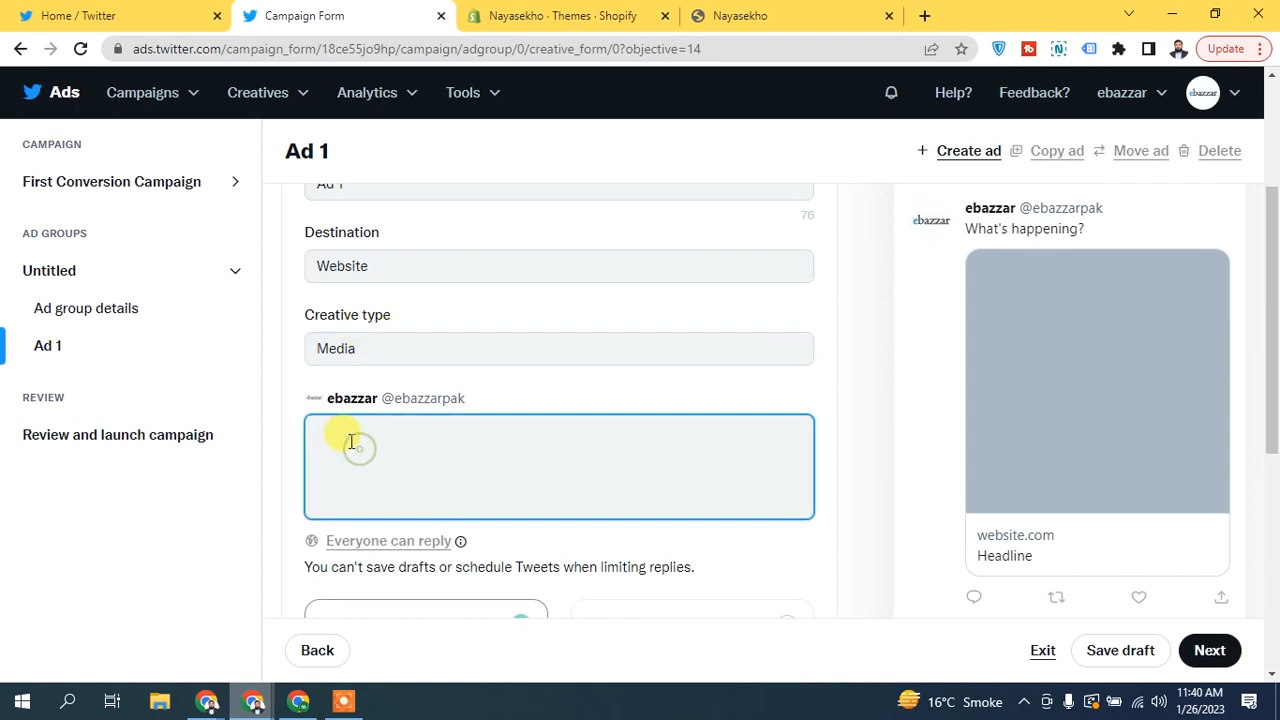 Home / Twitter
Campaign Form
Nayasekho · Themes · Shopify
Nayasekho
ads.twitter.com/campaign_form/18ce55jo9hp/campaign/adgroup/0/creative_form/0?objective=14
Update
Ads
Campaigns
Creatives
Analytics
Tools
Help?
Feedback?
ebazzar
ebazzar
CAMPAIGN
First Conversion Campaign
AD GROUPS
Untitled
Ad group details
Ad 1
REVIEW
Review and launch campaign
Ad 1
Create ad
Copy ad
Move ad
Delete
Ad 1
76
Destination
Website
Creative type
Media
ebazzar @ebazzarpak
Everyone can reply
You can't save drafts or schedule Tweets when limiting replies.
ebazzar
ebazzar @ebazzarpak
What's happening?
website.com
Headline
Back
Exit
Save draft
Next
16°C Smoke
11:40 AM
1/26/2023